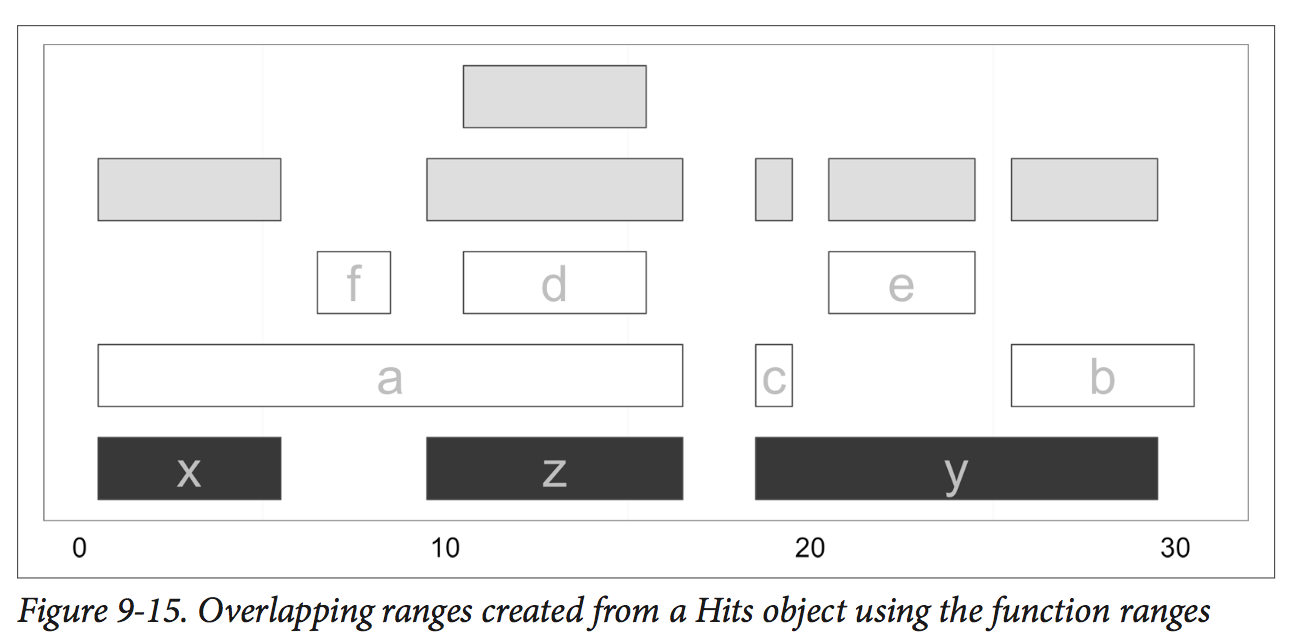 f d e
a c b
x z y
0 10 20 30
Figure 9-15. Overlapping ranges created from a Hits object using the function ranges